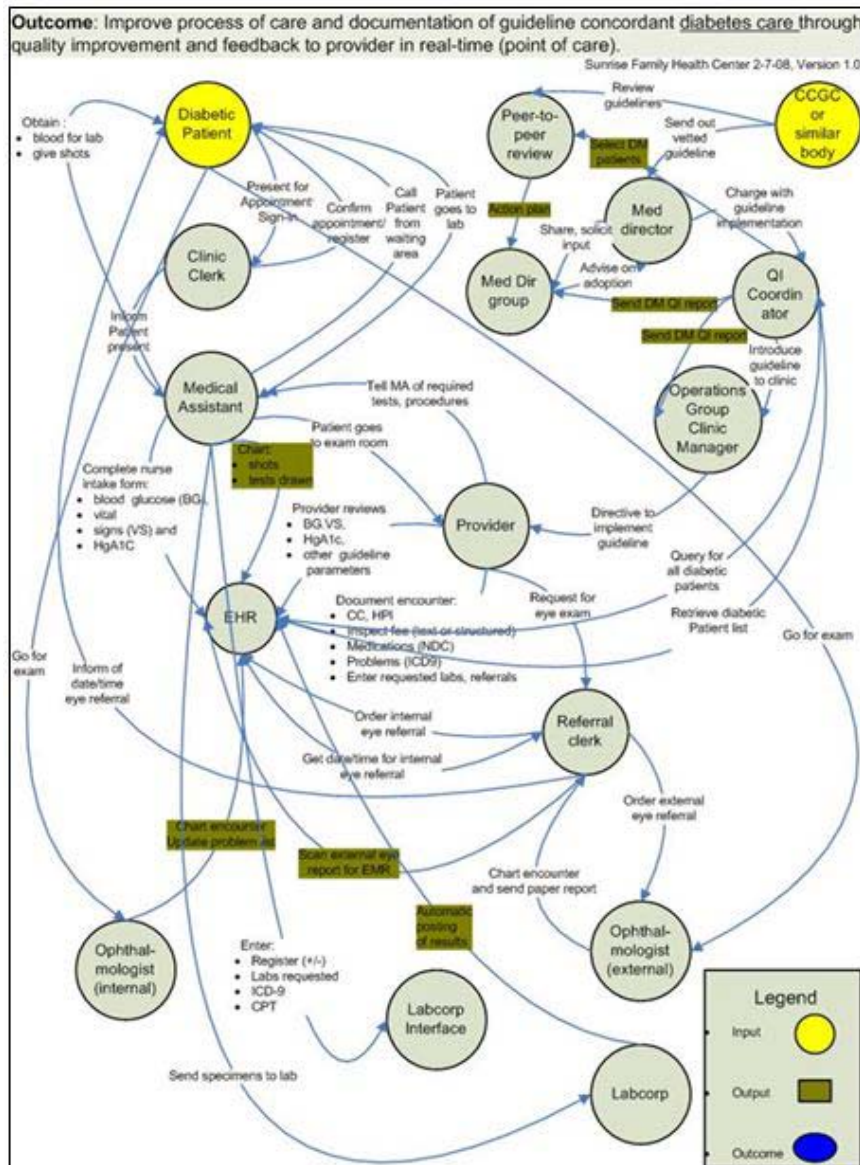 Outcome: Improve process of care and documentation of guideline concordant diabetes care through
quality improvement and feedback to provider in real-time (point of care).
Sunrise Family Health Center 2-7-08, Version 1.0
Obtain :
• blood for lab
• give shots
Diabetic
Patient
Peer-to-
peer
review
Review
guidelines
CCGC
or
similar
body
Send out
vetted
guideline
Select DM
patients
Present for
Appointment
Sign-in
Confirm
appointment/
register
Call
Patient
from
waiting
area
Patient
goes to
lab
Action plan
Med
director
Charge with
guideline
implementation
Share, solicit
input
Clinic
Clerk
Advise on
adoption
Med Dir
group
QI
Coordin
ator
Send DM QI report
Send DM QI report
Inform
Patient
present
Introduce
guideline
to clinic
Medical
Assistant
Tell MA of required
tests, procedures
Operations
Group
Clinic
Manager
Patient goes
to exam room
Chart:
• shots
• tests drawn
Complete nurse
intake form:
• blood glucose (BG),
• vital
• signs (VS) and
• HgA1C
Provider reviews
• BG VS,
• HgA1c,
• other guideline
parameters
Provider
Directive to
implement
guideline
Query for
all diabetic
patients
Request for
eye exam
EHR
Document encounter:
• CC, HPI
• Inspect fee (text or structured)
• Medications (NDC)
• Problems (ICD9)
• Enter requested labs, referrals
Retrieve diabetic
Patient list
Go for exam
Go for
exam
Inform of
date/time
eye referral
Order internal
eye referral
Referral
clerk
Get date/time for internal
eye referral
Order external
eye referral
Chart encounter
Update problem list
Scan external eye
report for EMR
Chart encounter
and send paper report
Automatic
posting
of results
Ophthal-
mologist
(internal)
Enter:
• Register (+/-)
• Labs requested
• ICD-9
• CPT
Ophthal-
mologist
(external)
Labcorp
Interface
Legend
Input
Send specimens to lab
Labcorp
Output
Outcome